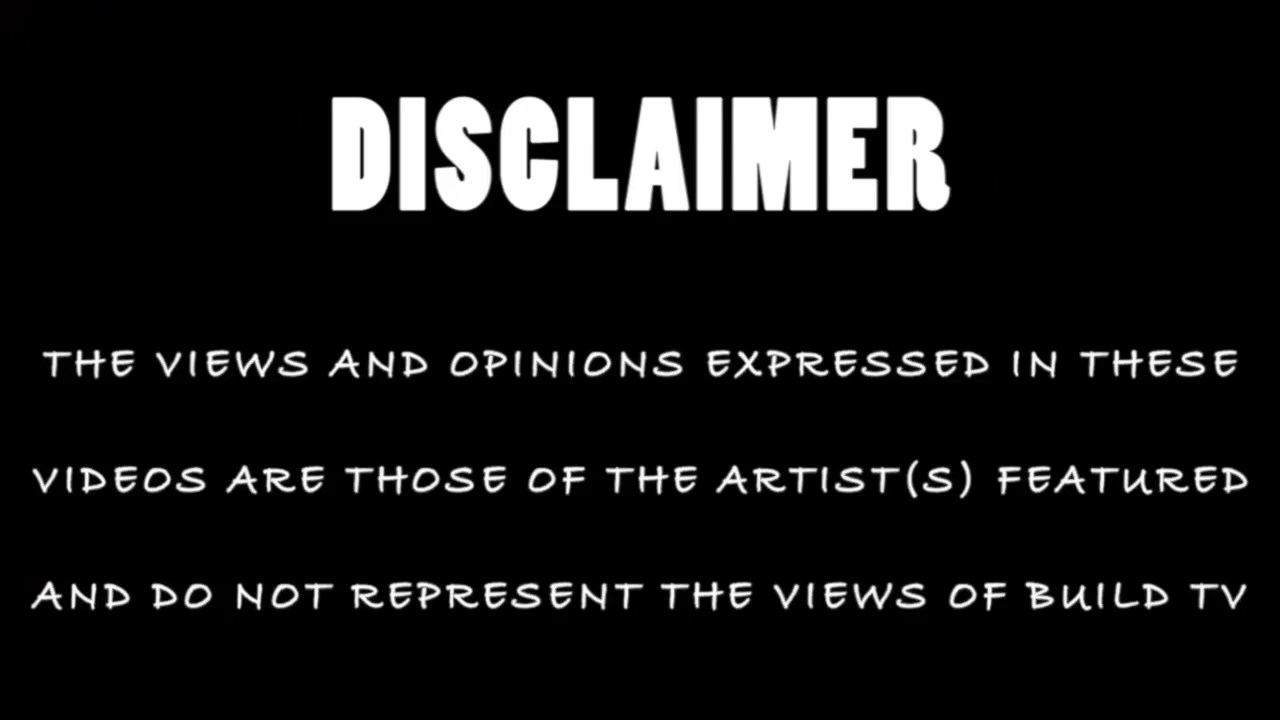 DISCLAIMER
THE VIEWS AND OPINIONS EXPRESSED IN THESE
VIDEOS ARE THOSE OF THE ARTIST(S) FEATURED
AND DO NOT REPRESENT THE VIEWS OF BUILD TV